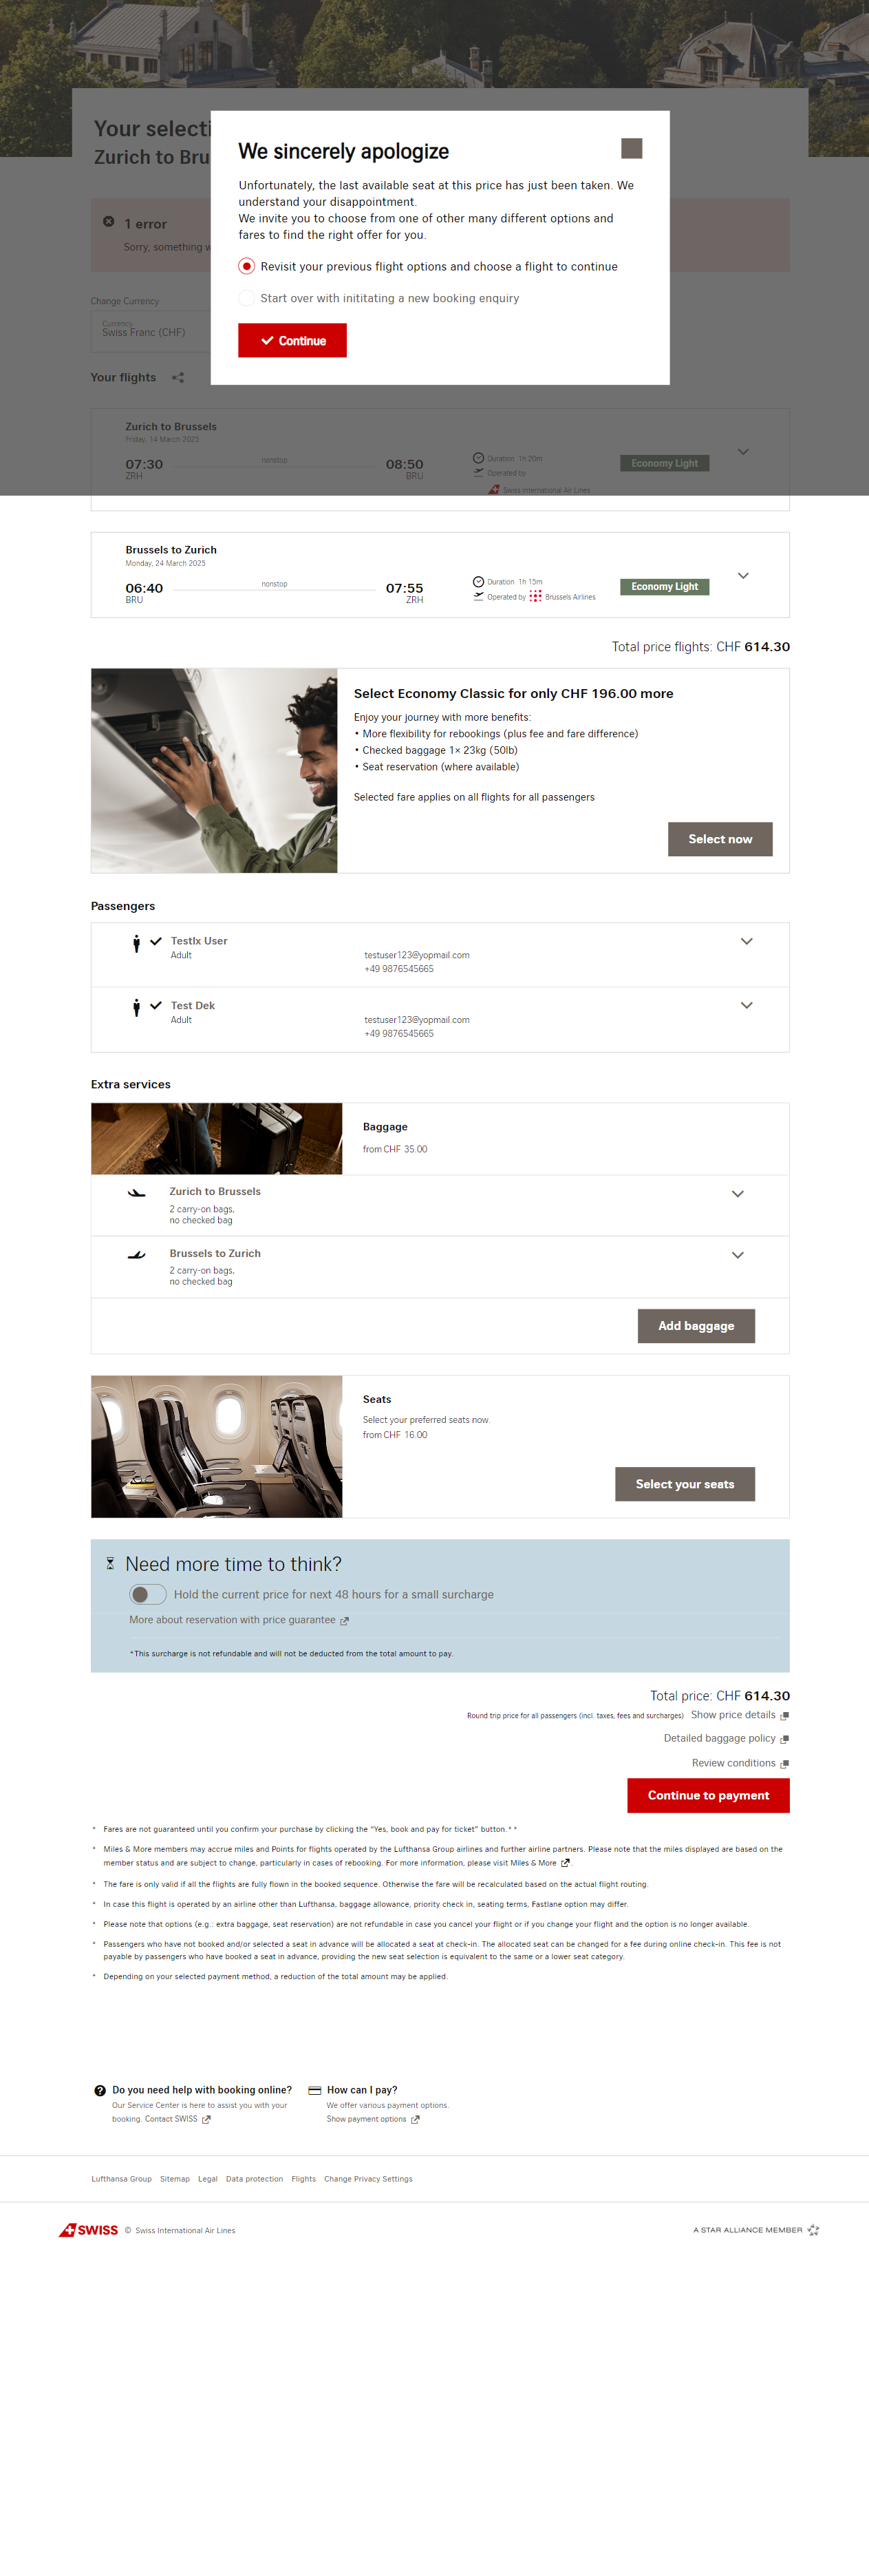 Your selecti
Zurich to Bru
We sincerely apologize
Unfortunately, the last available seat at this price has just been taken. We
understand your disappointment.
We invite you to choose from one of other many different options and
fares to find the right offer for you.
Revisit your previous flight options and choose a flight to continue
Start over with inititating a new booking enquiry
Continue
1 error
Sorry, something w
Change Currency
Currency
Swiss Franc (CHF)
Your flights
Zurich to Brussels
Friday, 14 March 2025
07:30
nonstop
08:50
ZRH
BRU
Duration 1h 20m
Operated by
Swiss International Air Lines
Economy Light
Brussels to Zurich
Monday, 24 March 2025
06:40
nonstop
07:55
BRU
ZRH
Duration 1h 15m
Operated by Brussels Airlines
Economy Light
Total price flights: CHF 614.30
Select Economy Classic for only CHF 196.00 more
Enjoy your journey with more benefits:
• More flexibility for rebookings (plus fee and fare difference)
• Checked baggage 1× 23kg (50lb)
• Seat reservation (where available)
Selected fare applies on all flights for all passengers
Select now
Passengers
Testlx User
Adult
testuser123@yopmail.com
+49 9876545665
Test Dek
Adult
testuser123@yopmail.com
+49 9876545665
Extra services
Baggage
from CHF 35.00
Zurich to Brussels
2 carry-on bags,
no checked bag
Brussels to Zurich
2 carry-on bags,
no checked bag
Add baggage
Seats
Select your preferred seats now.
from CHF 16.00
Select your seats
Need more time to think?
Hold the current price for next 48 hours for a small surcharge
More about reservation with price guarantee
*This surcharge is not refundable and will not be deducted from the total amount to pay.
Total price: CHF 614.30
Round trip price for all passengers (incl. taxes, fees and surcharges) Show price details
Detailed baggage policy
Review conditions
Continue to payment
* Fares are not guaranteed until you confirm your purchase by clicking the "Yes, book and pay for ticket" button.**
* Miles & More members may accrue miles and Points for flights operated by the Lufthansa Group airlines and further airline partners. Please note that the miles displayed are based on the
member status and are subject to change, particularly in cases of rebooking. For more information, please visit Miles & More .
* The fare is only valid if all the flights are fully flown in the booked sequence. Otherwise the fare will be recalculated based on the actual flight routing.
* In case this flight is operated by an airline other than Lufthansa, baggage allowance, priority check in, seating terms, Fastlane option may differ.
* Please note that options (e.g.: extra baggage, seat reservation) are not refundable in case you cancel your flight or if you change your flight and the option is no longer available.
* Passengers who have not booked and/or selected a seat in advance will be allocated a seat at check-in. The allocated seat can be changed for a fee during online check-in. This fee is not
payable by passengers who have booked a seat in advance, providing the new seat selection is equivalent to the same or a lower seat category.
* Depending on your selected payment method, a reduction of the total amount may be applied.
Do you need help with booking online?
Our Service Center is here to assist you with your
booking. Contact SWISS
How can I pay?
We offer various payment options.
Show payment options
Lufthansa Group Sitemap Legal Data protection Flights Change Privacy Settings
SWISS © Swiss International Air Lines
A STAR ALLIANCE MEMBER